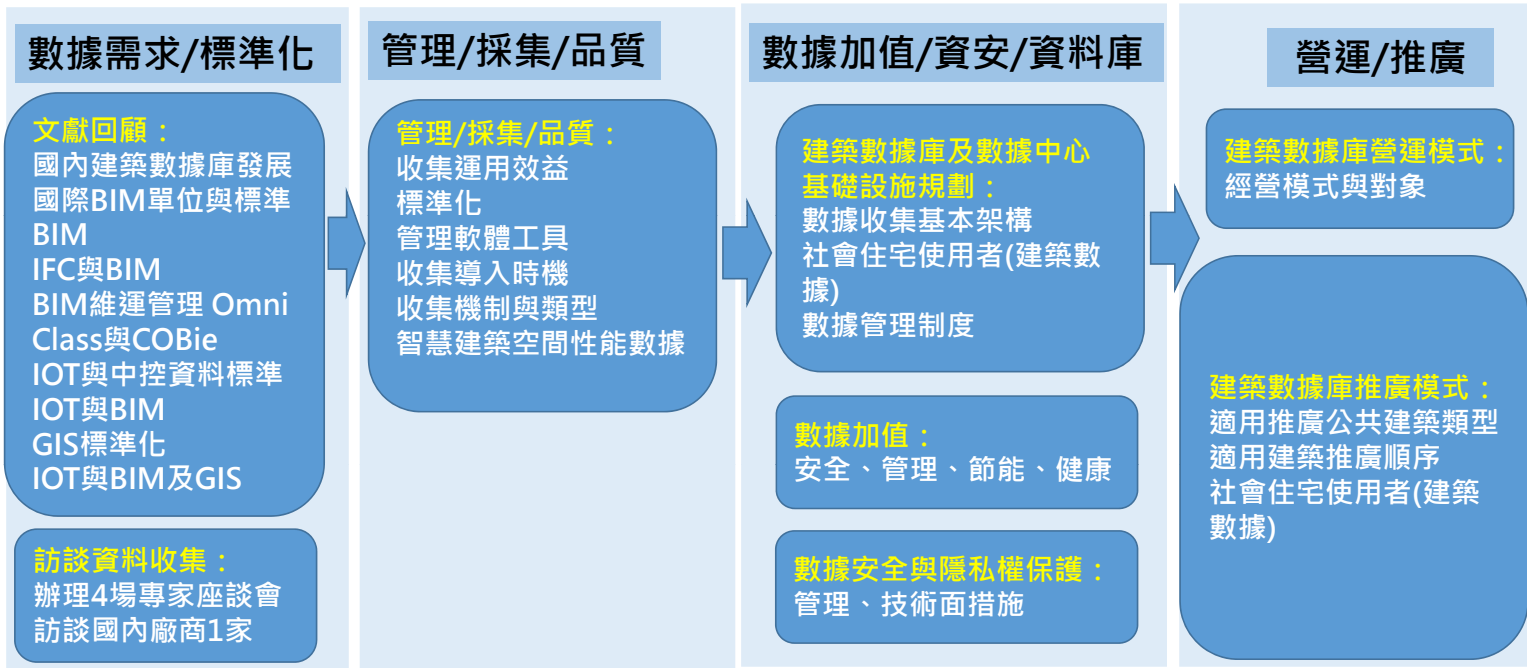 數據需求/標準化
文獻回顧：
國內建築數據庫發展
國際BIM單位與標準
BIM
IFC與BIM
BIM維運管理 Omni
Class與COBie
IOT與中控資料標準
IOT與BIM
GIS標準化
IOT與BIM及GIS
訪談資料收集：
辦理4場專家座談會
訪談國內廠商1家
管理/採集/品質
管理/採集/品質：
收集運用效益
標準化
管理軟體工具
收集導入時機
收集機制與類型
智慧建築空間性能數據
數據加值/資安/資料庫
建築數據庫及數據中心
基礎設施規劃：
數據收集基本架構
社會住宅使用者(建築數
據)
數據管理制度
數據加值：
安全、管理、節能、健康
數據安全與隱私權保護：
管理、技術面措施
營運/推廣
建築數據庫營運模式：
經營模式與對象
建築數據庫推廣模式：
適用推廣公共建築類型
適用建築推廣順序
社會住宅使用者(建築
數據)